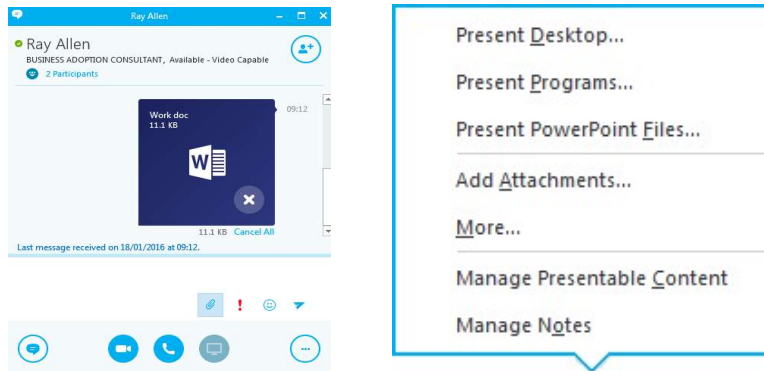 Ray Allen
Ray Allen
BUSINESS ADOPTION CONSULTANT, Available - Video Capable
2 Participants
Work doc
11.1 KB
09:12
W
11.1 KB Cancel All
Last message received on 18/01/2016 at 09:12.
Present Desktop...
Present Programs...
Present PowerPoint Files...
Add Attachments...
More...
Manage Presentable Content
Manage Notes